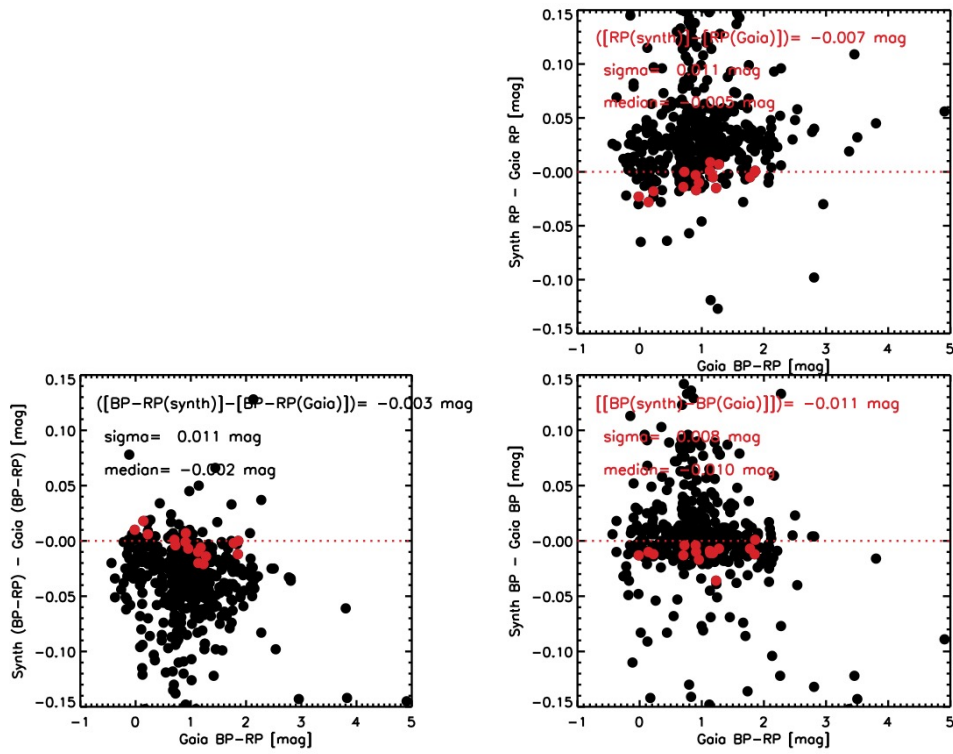 0.15
([RP(synth)]-[RP(Gaia)])= -0.007 mag
0.10
sigma= 0.011 mag
median= -0.005 mag
0.05
-0.00
-0.05
-0.10
-0.15
-1 0 1 2 3 4 5
Gaia BP-RP [mag]
Synth RP - Gaia RP [mag]
0.15
([BP-RP(synth)]-[BP-RP(Gaia)])= -0.003 mag
0.10
sigma= 0.011 mag
median= -0.002 mag
0.05
-0.00
-0.05
-0.10
-0.15
-1 0 1 2 3 4 5
Gaia BP-RP [mag]
Synth (BP-RP) - Gaia (BP-RP) [mag]
0.15
[[BP(synth)-BP(Gaia)]])= -0.011 mag
0.10
sigma= 0.008 mag
median= -0.010 mag
0.05
-0.00
-0.05
-0.10
-0.15
-1 0 1 2 3 4 5
Gaia BP-RP [mag]
Synth BP - Gaia BP [mag]